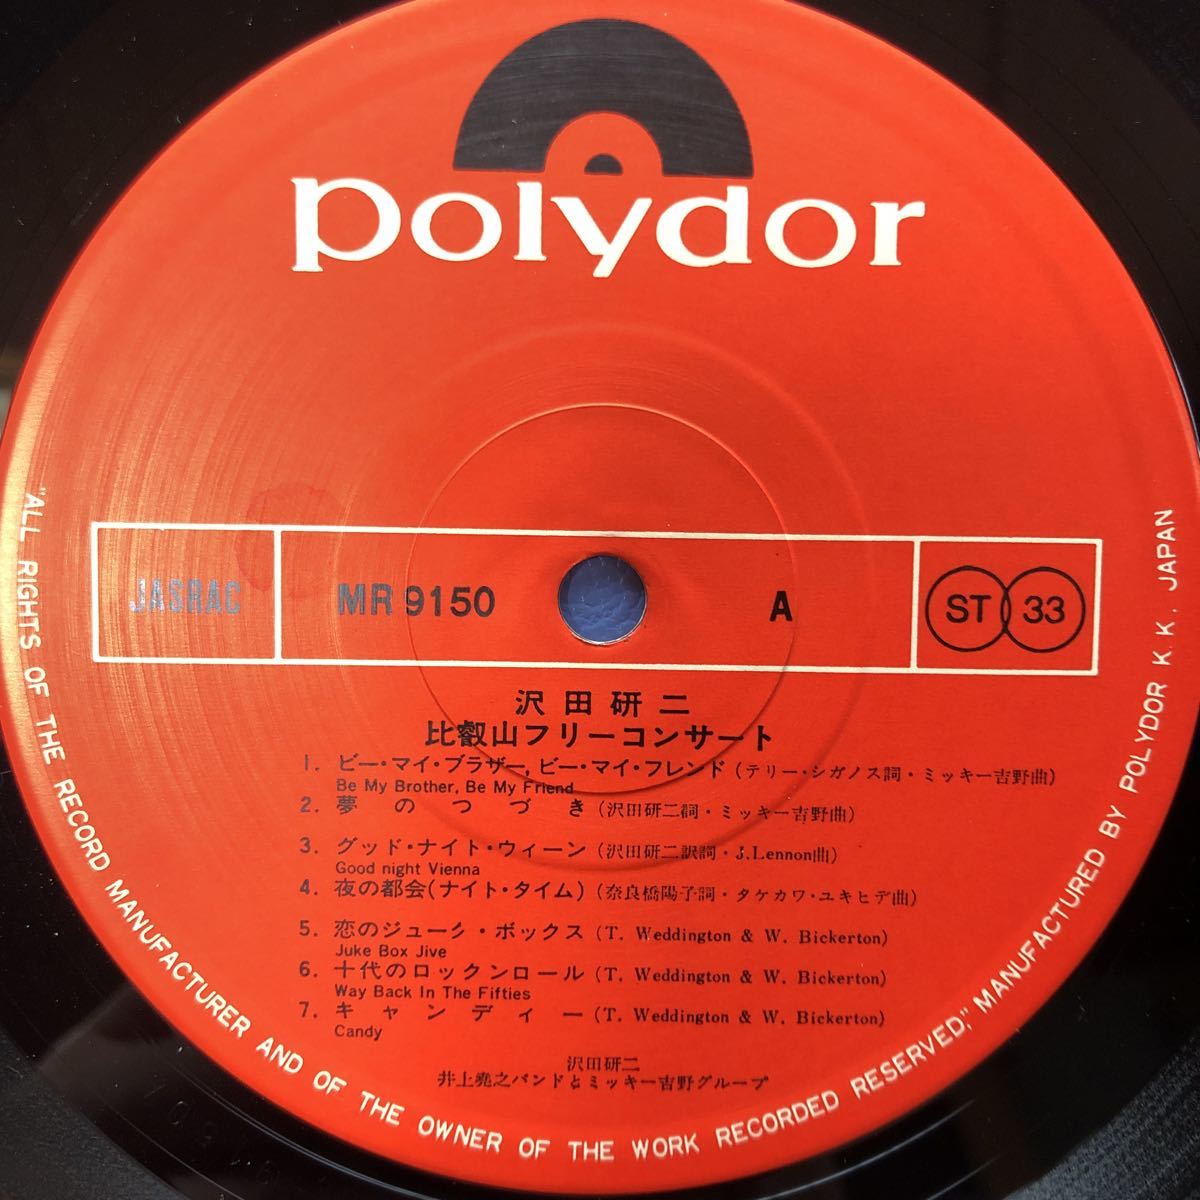 polydor
JASRAC
MR 9150
A
ST 33
沢田研二
比叡山フリーコンサート
1. ビー・マイ・ブラザー, ビー・マイ・フレンド (テリー・シガノス詞・ミッキー吉野曲)
Be My Brother, Be My Friend
2. 夢のつづき (沢田研二詞・ミッキー吉野曲)
3. グッド・ナイト・ウィーン (沢田研二訳詞・J.Lennon曲)
Good night Vienna
4. 夜の都会(ナイト・タイム) (奈良橋陽子詞・タケカワ・ユキヒデ曲)
5. 恋のジューク・ボックス (T. Weddington & W. Bickerton)
Juke Box Jive
6. 十代のロックンロール (T. Weddington & W. Bickerton)
Way Back In The Fifties
7. キャンディー (T. Weddington & W. Bickerton)
Candy
沢田研二
井上堯之バンドとミッキー吉野グループ
"ALL RIGHTS OF THE RECORD MANUFACTURER AND OF THE OWNER OF THE WORK RECORDED RESERVED," MANUFACTURED BY POLYDOR K. K. JAPAN